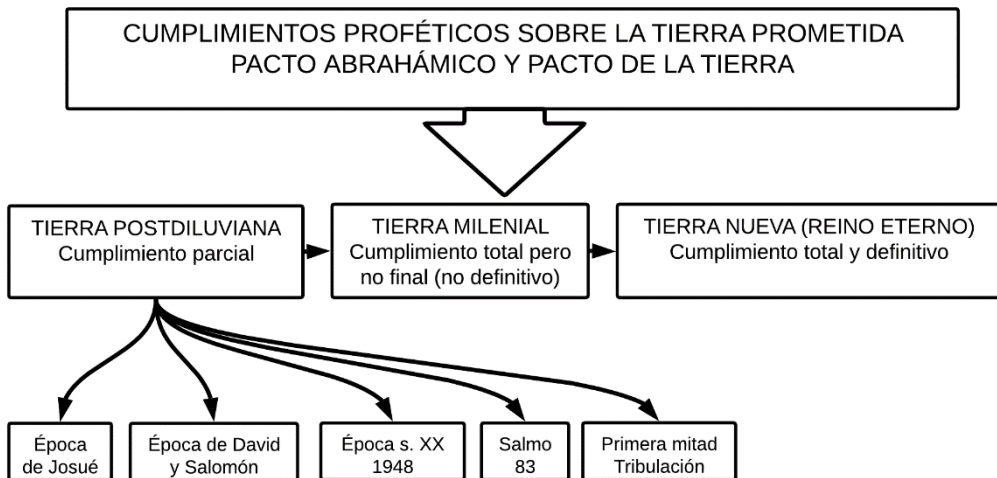 CUMPLIMIENTOS PROFÉTICOS SOBRE LA TIERRA PROMETIDA
PACTO ABRAHÁMICO Y PACTO DE LA TIERRA
TIERRA POSTDILUVIANA
Cumplimiento parcial
TIERRA MILENIAL
Cumplimiento total pero
no final (no definitivo)
TIERRA NUEVA (REINO ETERNO)
Cumplimiento total y definitivo
Época
de Josué
Época de David
y Salomón
Época s. XX
1948
Salmo
83
Primera mitad
Tribulación